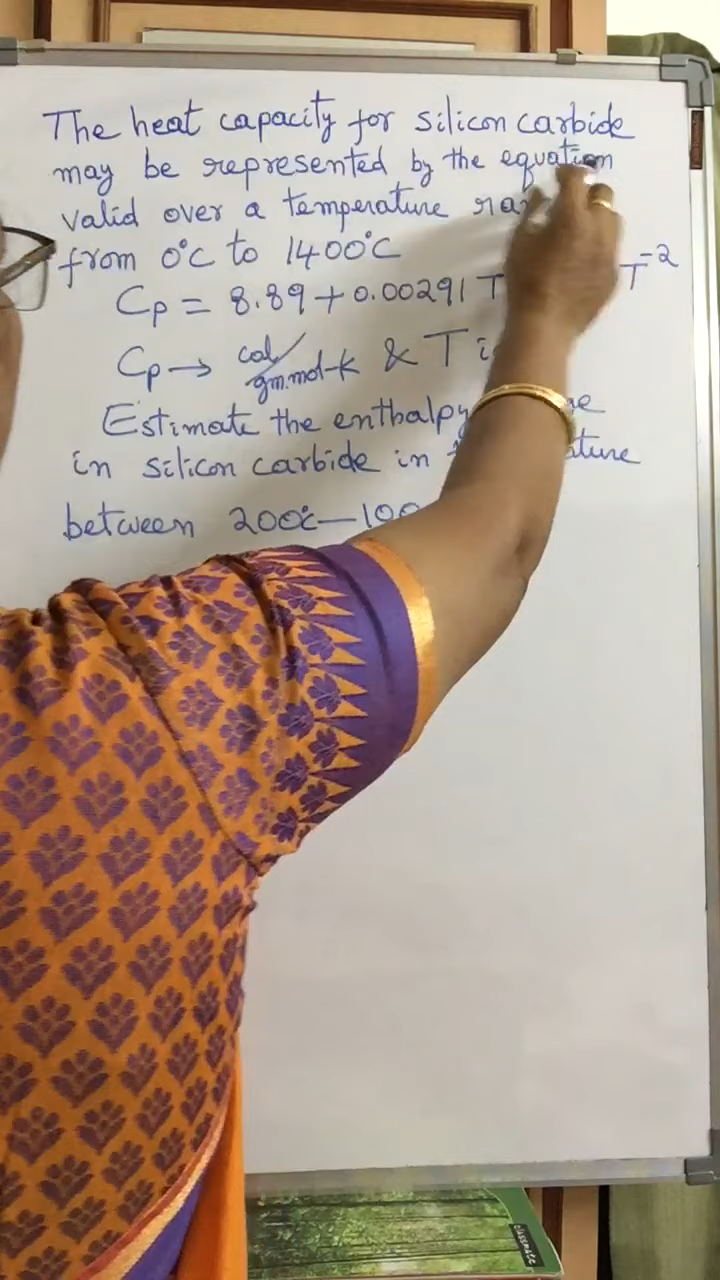 The heat capacity for silicon carbide
may be represented by the equation
valid over a temperature
from 0°C to 1400°C
Cp = 8.89 + 0.00291 T T⁻²
Cp → cal/gm.mol-K & T
Estimate the enthalpy
in silicon carbide in
between 200°C — 100
classmate